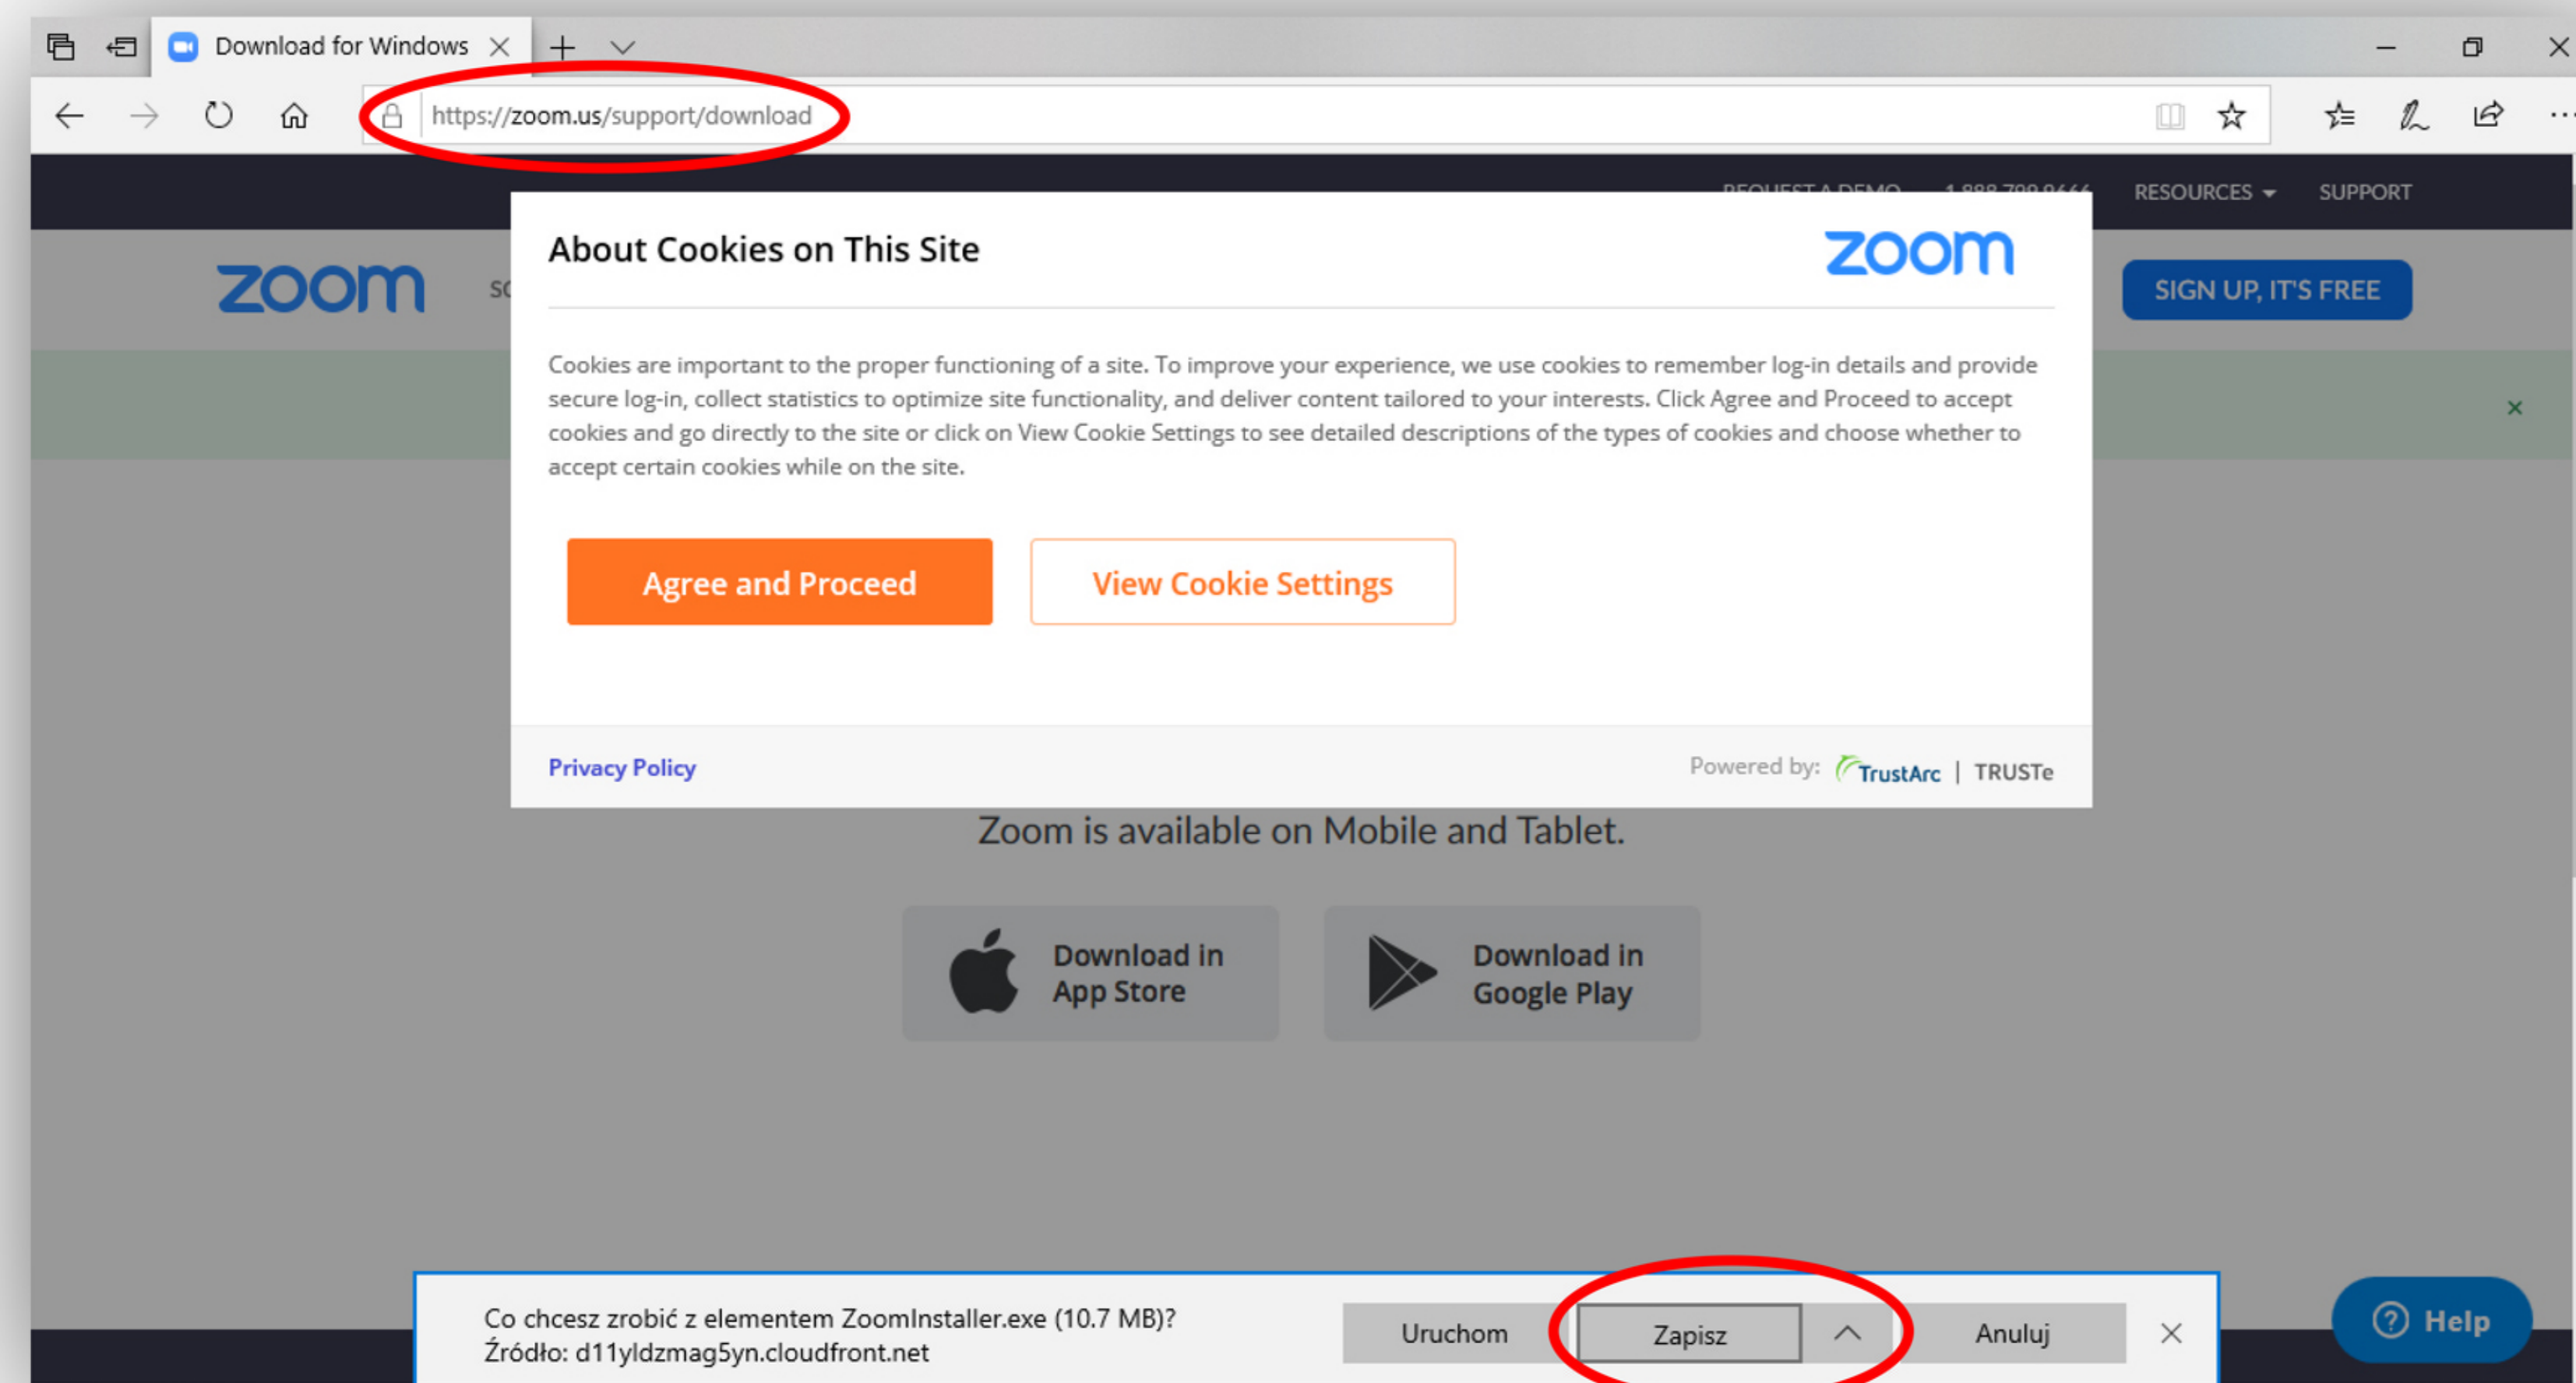 Download for Windows
https://zoom.us/support/download
REQUEST A DEMO 1.888.799.9666 RESOURCES SUPPORT
About Cookies on This Site
zoom
zoom
SIGN UP, IT'S FREE
Cookies are important to the proper functioning of a site. To improve your experience, we use cookies to remember log-in details and provide
secure log-in, collect statistics to optimize site functionality, and deliver content tailored to your interests. Click Agree and Proceed to accept
cookies and go directly to the site or click on View Cookie Settings to see detailed descriptions of the types of cookies and choose whether to
accept certain cookies while on the site.
Agree and Proceed
View Cookie Settings
Privacy Policy
Powered by: TrustArc | TRUSTe
Zoom is available on Mobile and Tablet.
Download in
App Store
Download in
Google Play
Co chcesz zrobić z elementem ZoomInstaller.exe (10.7 MB)?
Źródło: d11yldzmag5yn.cloudfront.net
Uruchom
Zapisz
Anuluj
Help